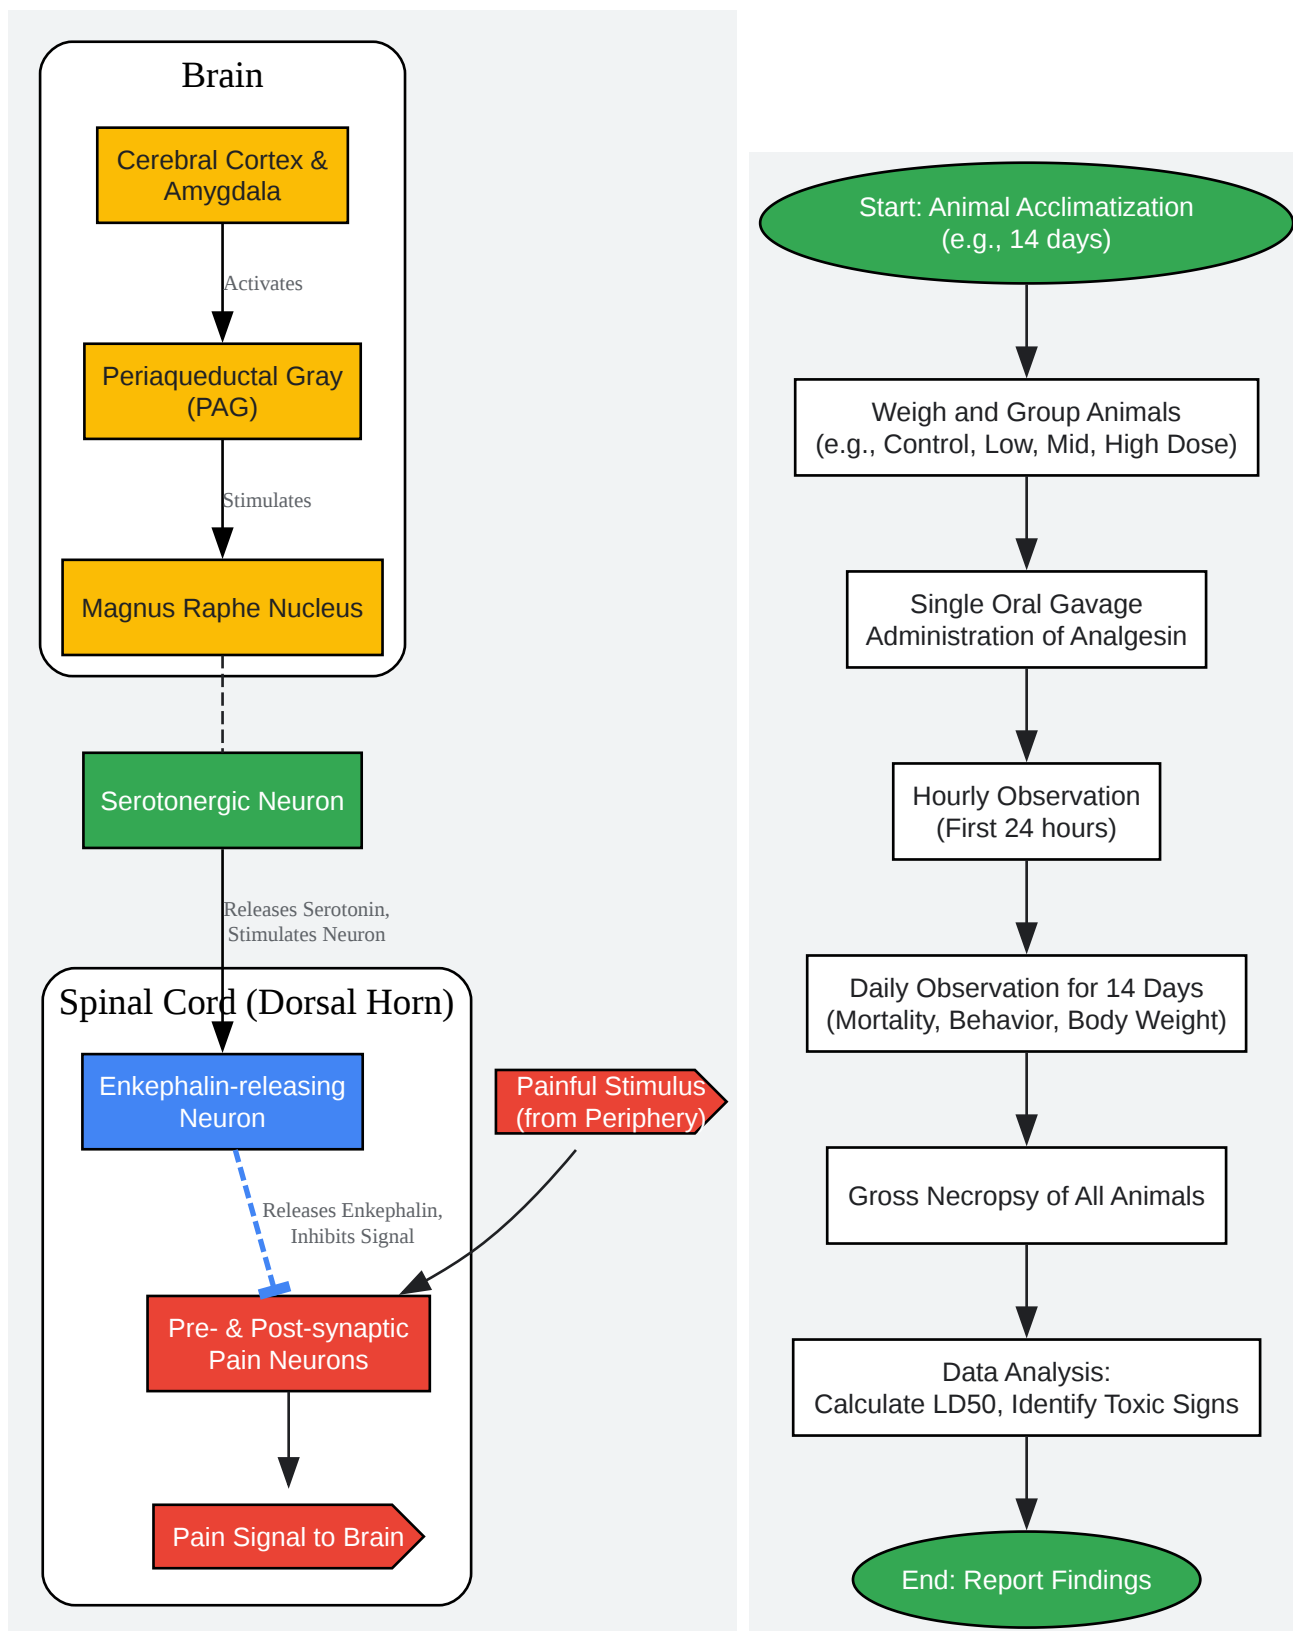 Brain
Cerebral Cortex &
Amygdala
Activates
Periaqueductal Gray
(PAG)
Stimulates
Magnus Raphe Nucleus
Serotonergic Neuron
Releases Serotonin,
Stimulates Neuron
Spinal Cord (Dorsal Horn)
Enkephalin-releasing
Neuron
Painful Stimulus
(from Periphery)
Releases Enkephalin,
Inhibits Signal
Pre- & Post-synaptic
Pain Neurons
Pain Signal to Brain
Start: Animal Acclimatization
(e.g., 14 days)
Weigh and Group Animals
(e.g., Control, Low, Mid, High Dose)
Single Oral Gavage
Administration of Analgesin
Hourly Observation
(First 24 hours)
Daily Observation for 14 Days
(Mortality, Behavior, Body Weight)
Gross Necropsy of All Animals
Data Analysis:
Calculate LD50, Identify Toxic Signs
End: Report Findings